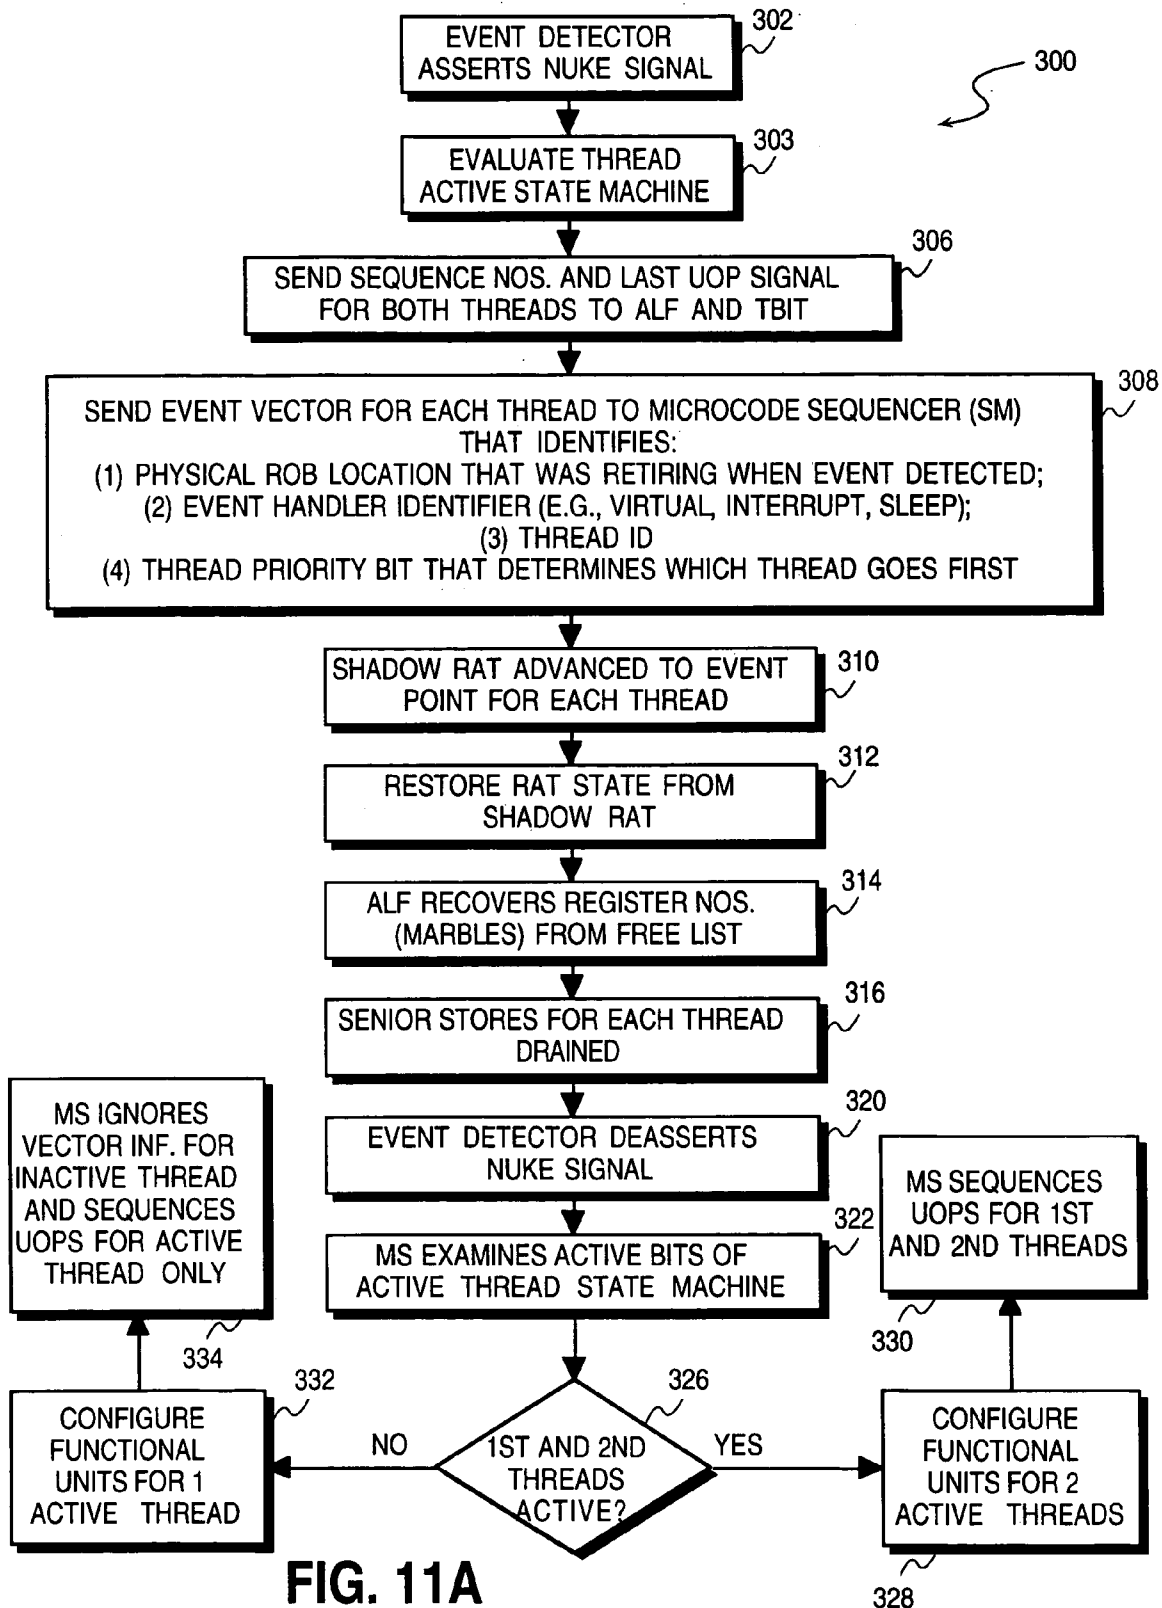 302
EVENT DETECTOR
ASSERTS NUKE SIGNAL
300
303
EVALUATE THREAD
ACTIVE STATE MACHINE
306
SEND SEQUENCE NOS. AND LAST UOP SIGNAL
FOR BOTH THREADS TO ALF AND TBIT
308
SEND EVENT VECTOR FOR EACH THREAD TO MICROCODE SEQUENCER (SM)
THAT IDENTIFIES:
(1) PHYSICAL ROB LOCATION THAT WAS RETIRING WHEN EVENT DETECTED;
(2) EVENT HANDLER IDENTIFIER (E.G., VIRTUAL, INTERRUPT, SLEEP);
(3) THREAD ID
(4) THREAD PRIORITY BIT THAT DETERMINES WHICH THREAD GOES FIRST
310
SHADOW RAT ADVANCED TO EVENT
POINT FOR EACH THREAD
312
RESTORE RAT STATE FROM
SHADOW RAT
314
ALF RECOVERS REGISTER NOS.
(MARBLES) FROM FREE LIST
316
SENIOR STORES FOR EACH THREAD
DRAINED
320
EVENT DETECTOR DEASSERTS
NUKE SIGNAL
322
MS EXAMINES ACTIVE BITS OF
ACTIVE THREAD STATE MACHINE
326
1ST AND 2ND
THREADS
ACTIVE?
NO
332
CONFIGURE
FUNCTIONAL
UNITS FOR 1
ACTIVE THREAD
MS IGNORES
VECTOR INF. FOR
INACTIVE THREAD
AND SEQUENCES
UOPS FOR ACTIVE
THREAD ONLY
334
YES
CONFIGURE
FUNCTIONAL
UNITS FOR 2
ACTIVE THREADS
328
MS SEQUENCES
UOPS FOR 1ST
AND 2ND THREADS
330
FIG. 11A